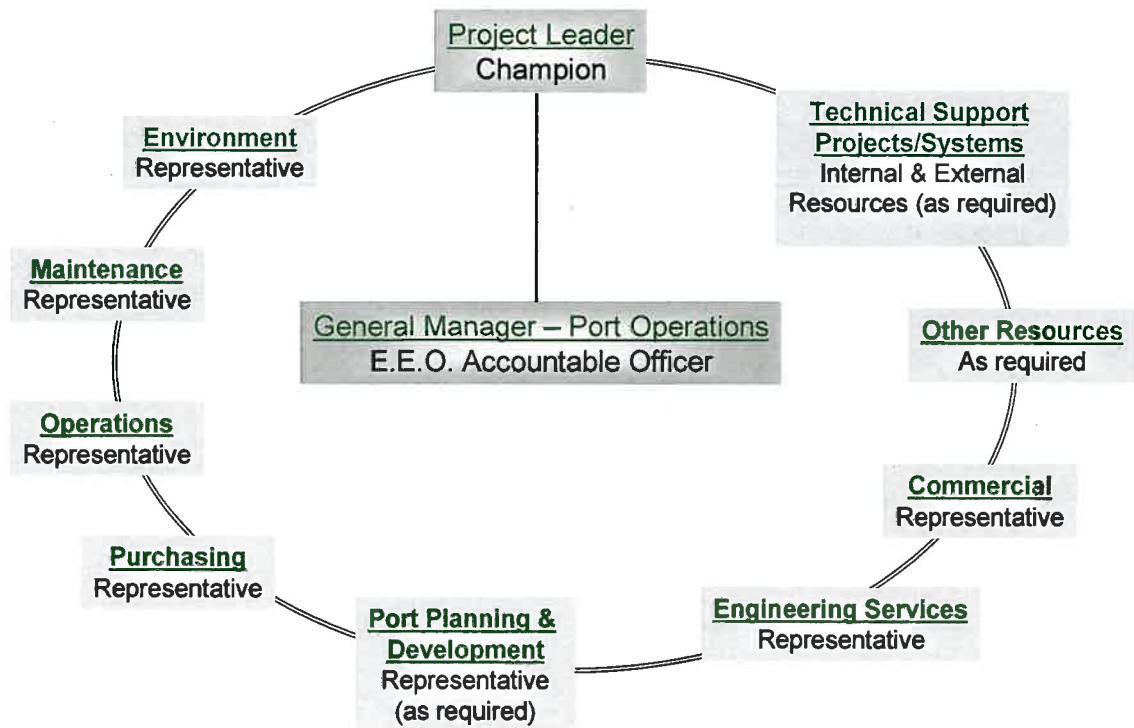 Project Leader
Champion
Technical Support
Projects/Systems
Internal & External
Resources (as required)
Other Resources
As required
Commercial
Representative
Engineering Services
Representative
Port Planning &
Development
Representative
(as required)
Purchasing
Representative
Operations
Representative
Maintenance
Representative
Environment
Representative
General Manager – Port Operations
E.E.O. Accountable Officer